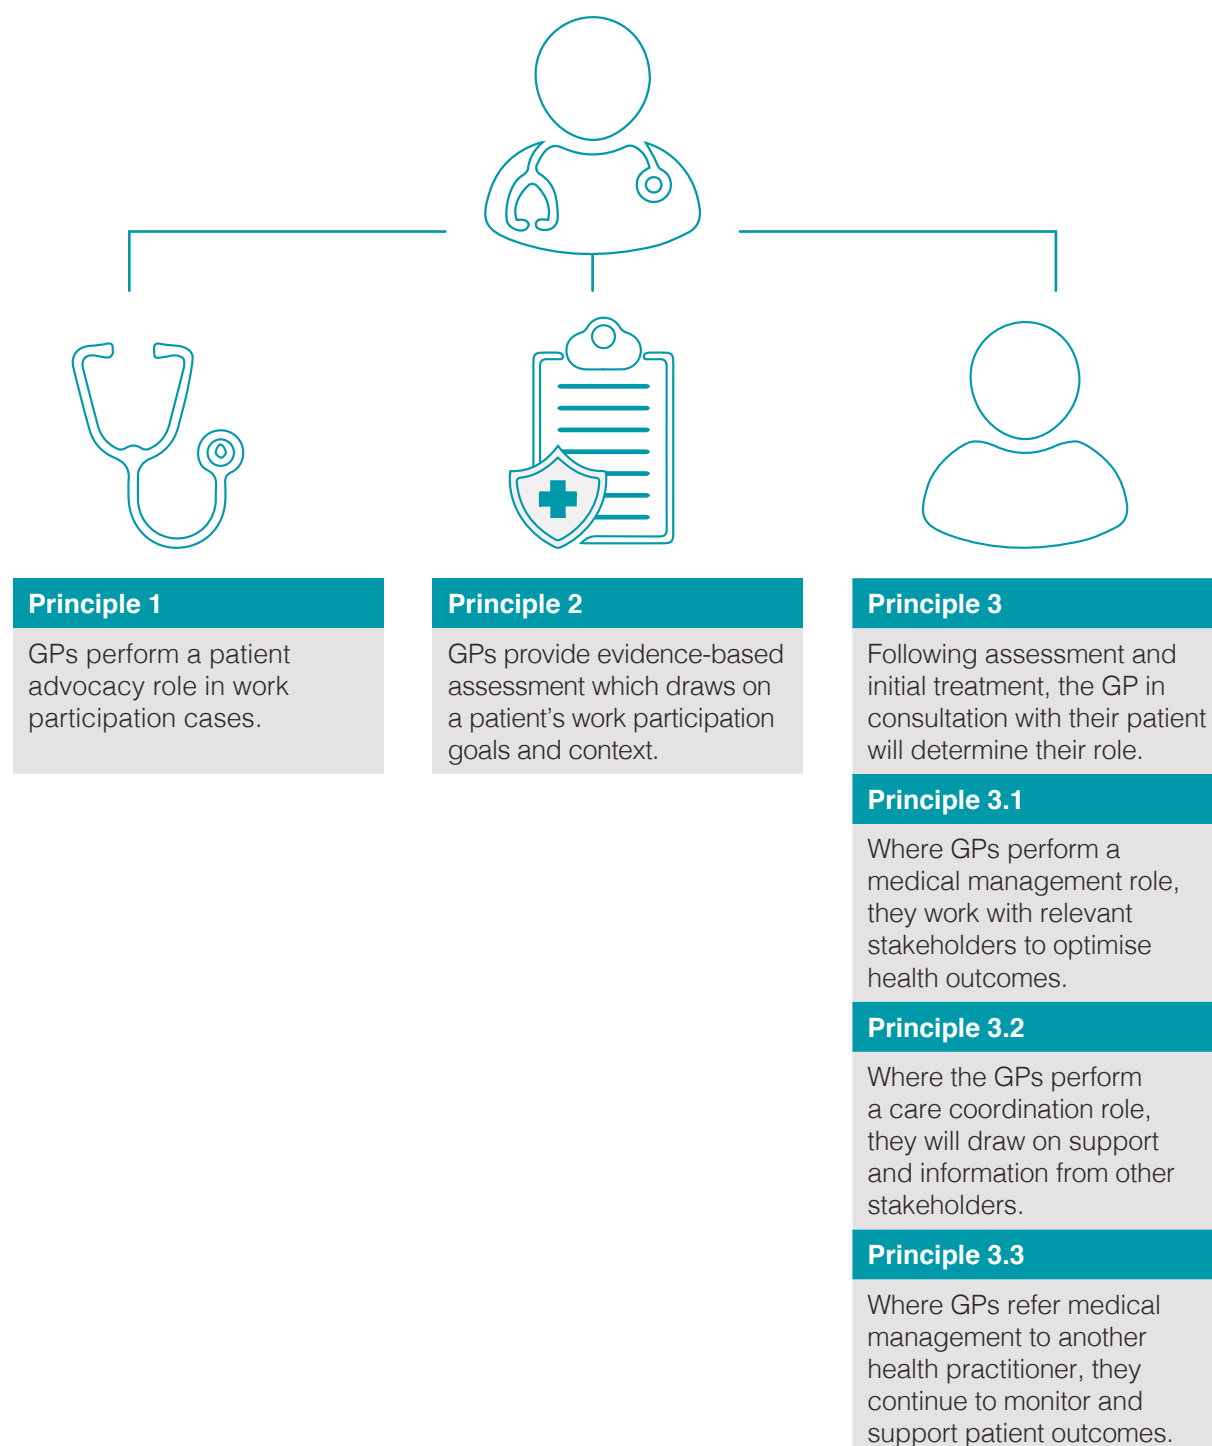 Principle 1
GPs perform a patient
advocacy role in work
participation cases.
Principle 2
GPs provide evidence-based
assessment which draws on
a patient’s work participation
goals and context.
Principle 3
Following assessment and
initial treatment, the GP in
consultation with their patient
will determine their role.
Principle 3.1
Where GPs perform a
medical management role,
they work with relevant
stakeholders to optimise
health outcomes.
Principle 3.2
Where the GPs perform
a care coordination role,
they will draw on support
and information from other
stakeholders.
Principle 3.3
Where GPs refer medical
management to another
health practitioner, they
continue to monitor and
support patient outcomes.